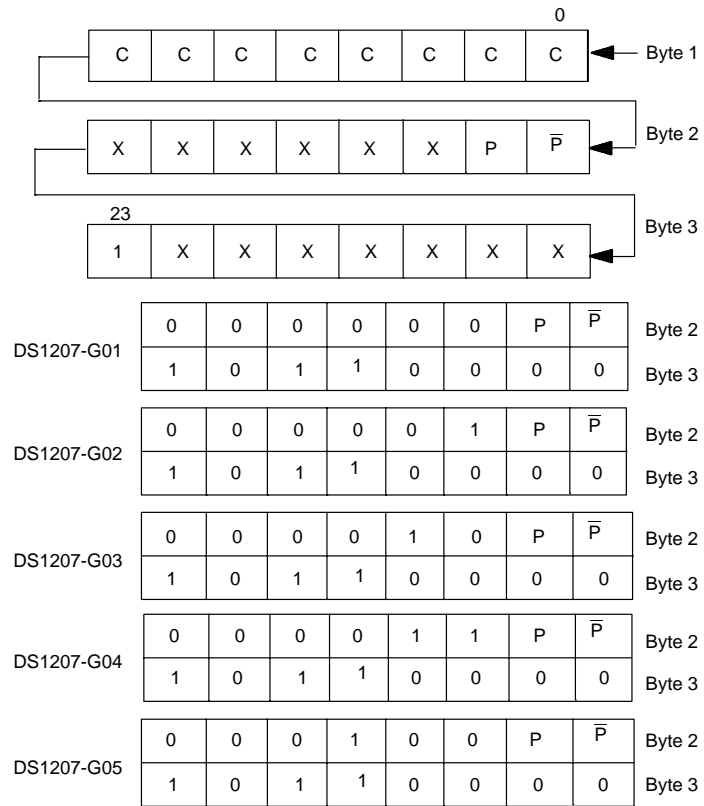 0
C C C C C C C C Byte 1
X X X X X X P P̅ Byte 2
23
1 X X X X X X X Byte 3
DS1207-G01
0 0 0 0 0 0 P P̅ Byte 2
1 0 1 1 0 0 0 0 Byte 3
DS1207-G02
0 0 0 0 0 1 P P̅ Byte 2
1 0 1 1 0 0 0 0 Byte 3
DS1207-G03
0 0 0 0 1 0 P P̅ Byte 2
1 0 1 1 0 0 0 0 Byte 3
DS1207-G04
0 0 0 0 1 1 P P̅ Byte 2
1 0 1 1 0 0 0 0 Byte 3
DS1207-G05
0 0 0 1 0 0 P P̅ Byte 2
1 0 1 1 0 0 0 0 Byte 3